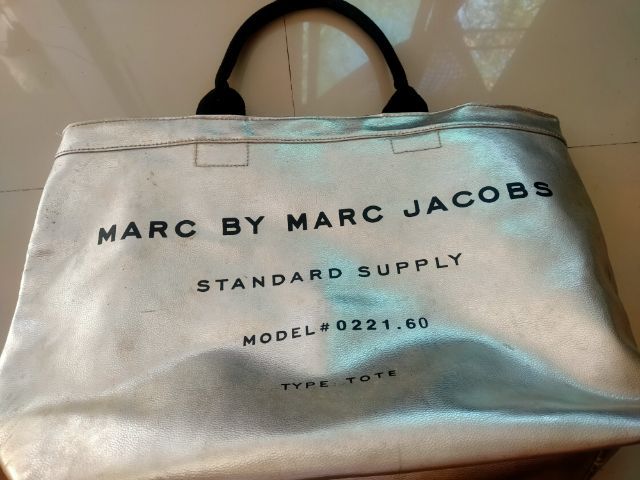 MARC BY MARC JACOBS
STANDARD SUPPLY
MODEL#0221.60
TYPE TOTE